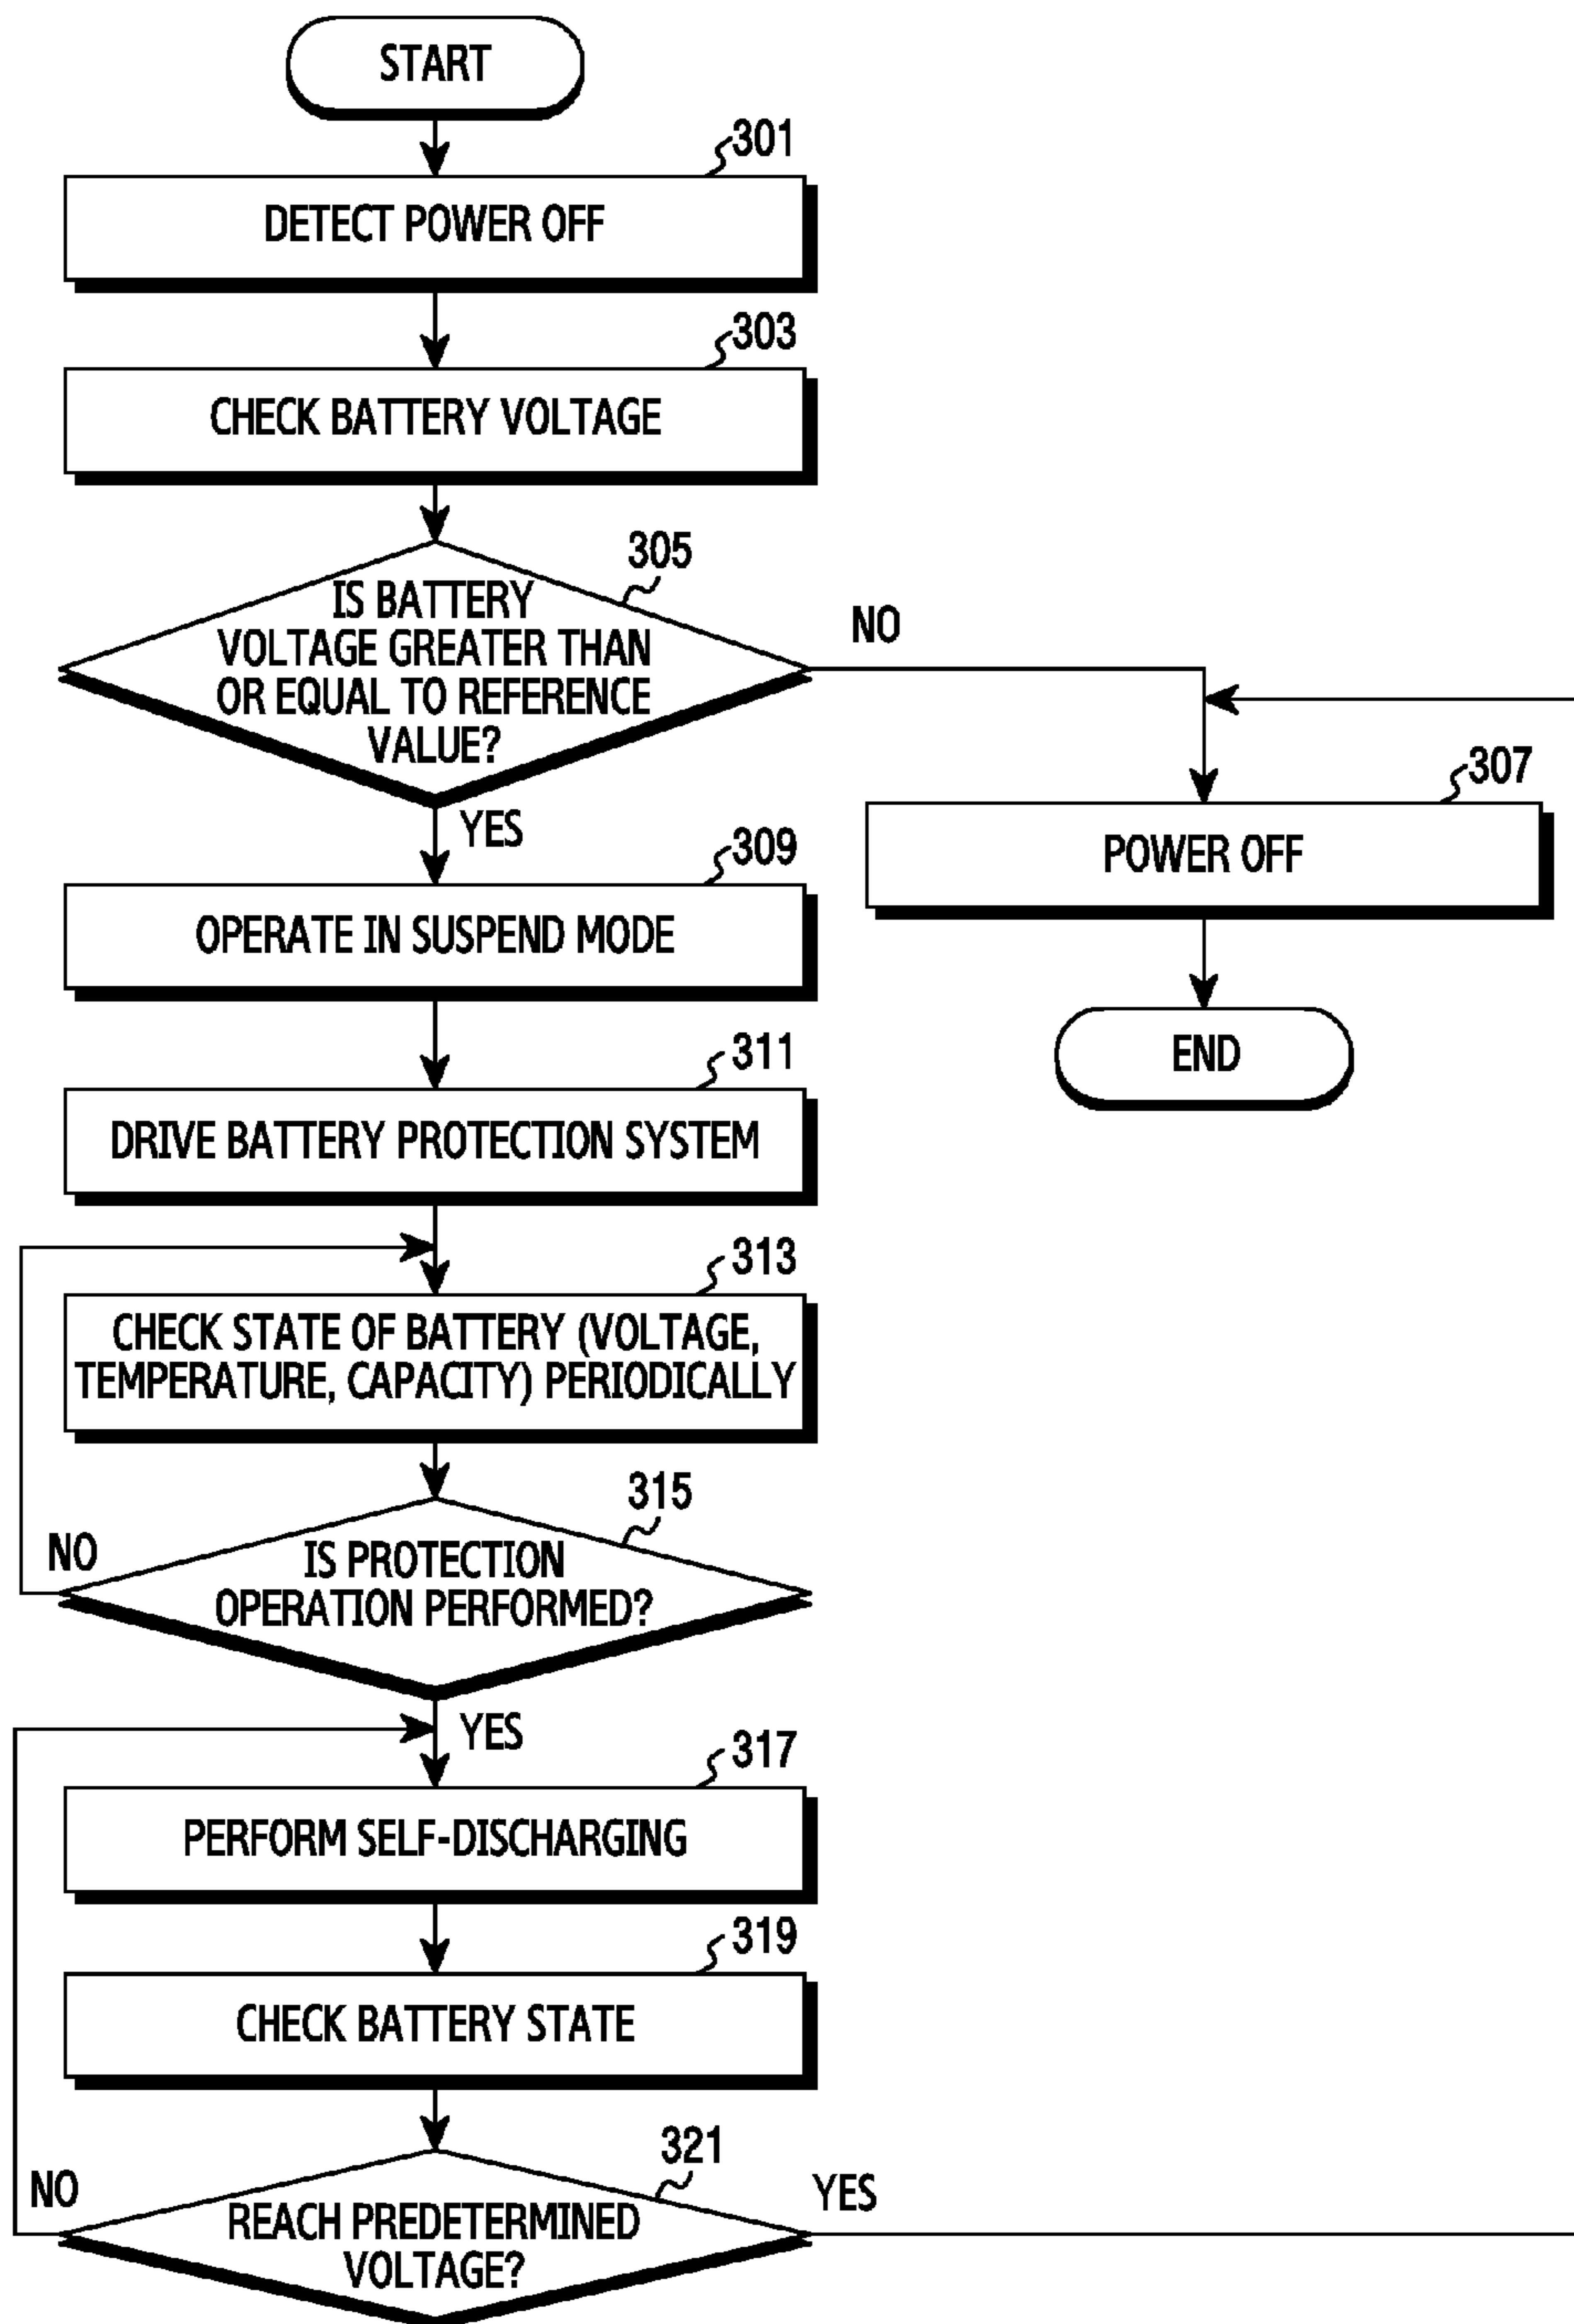 START
301
DETECT POWER OFF
303
CHECK BATTERY VOLTAGE
305
IS BATTERY
VOLTAGE GREATER THAN
OR EQUAL TO REFERENCE
VALUE?
NO
YES
307
POWER OFF
END
309
OPERATE IN SUSPEND MODE
311
DRIVE BATTERY PROTECTION SYSTEM
313
CHECK STATE OF BATTERY (VOLTAGE,
TEMPERATURE, CAPACITY) PERIODICALLY
315
IS PROTECTION
OPERATION PERFORMED?
NO
YES
317
PERFORM SELF-DISCHARGING
319
CHECK BATTERY STATE
321
REACH PREDETERMINED
VOLTAGE?
NO
YES